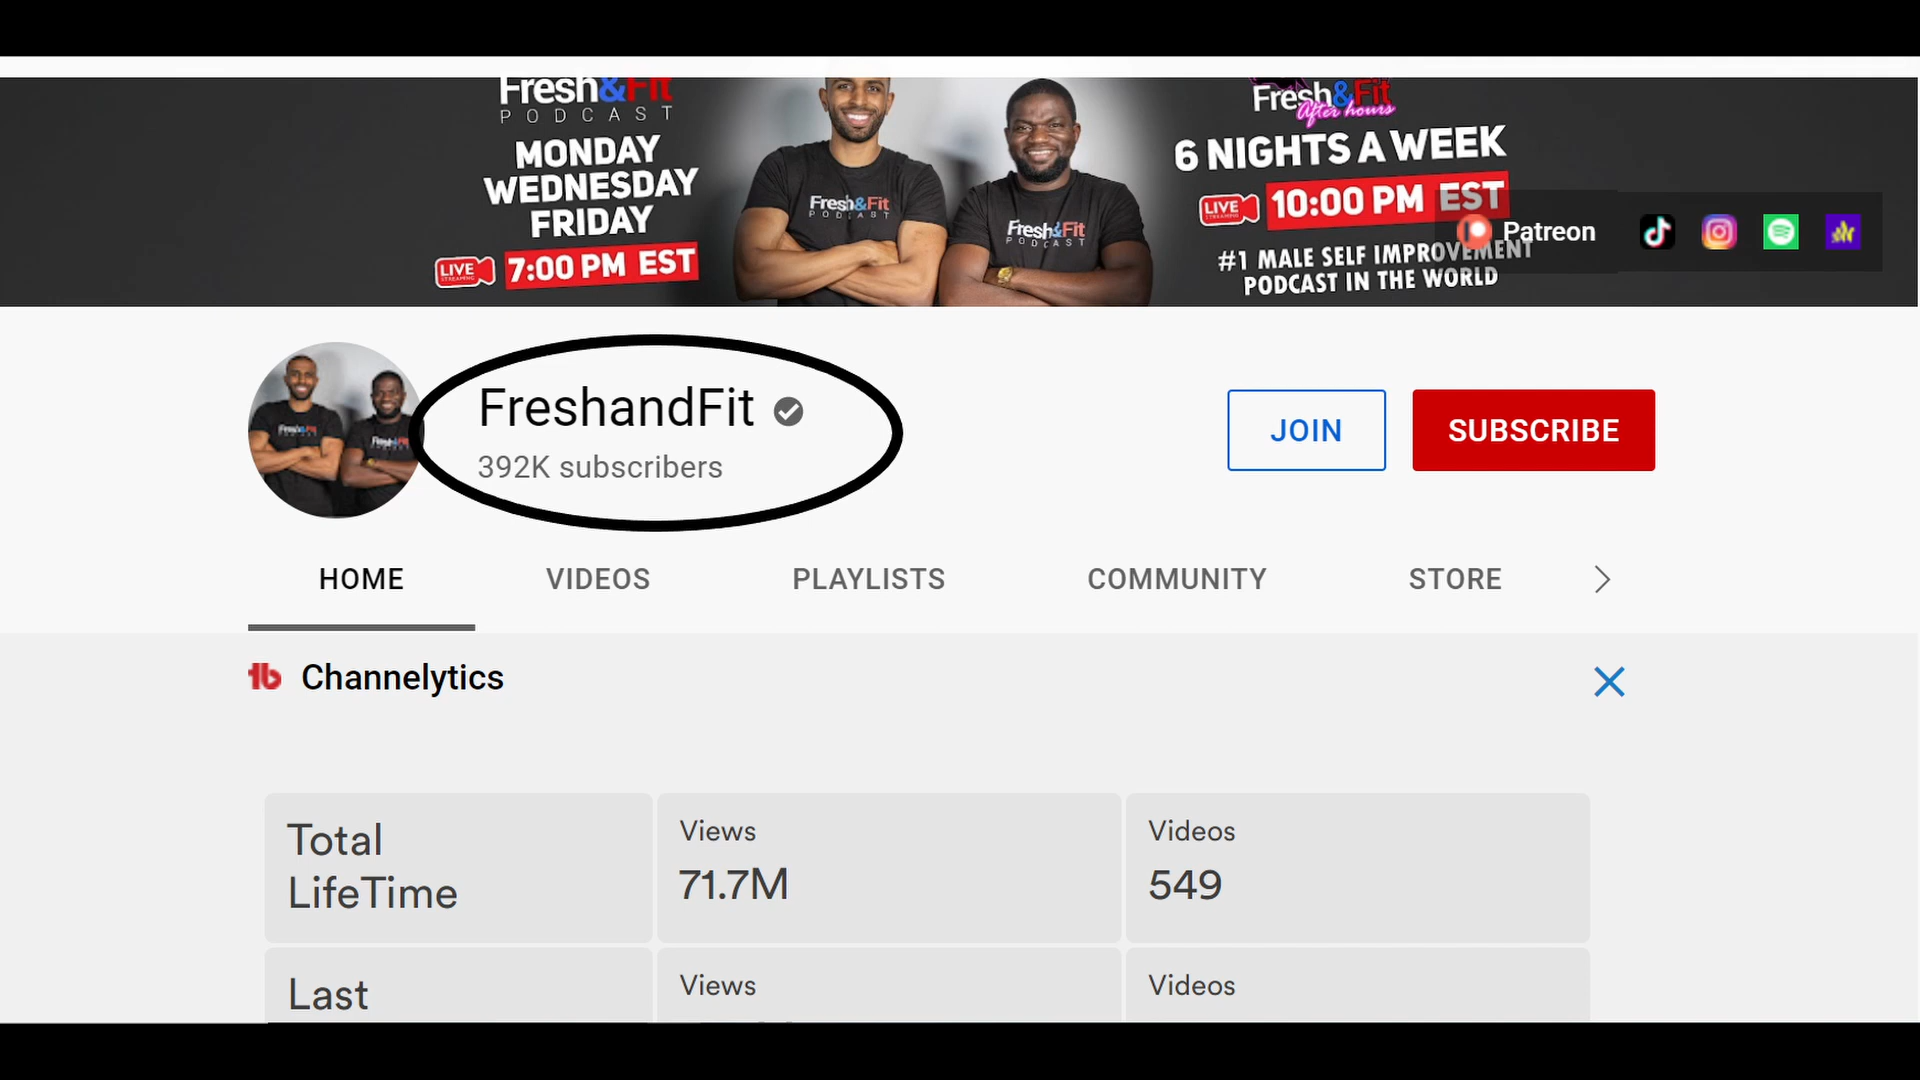 Fresh&Fit
PODCAST
MONDAY
WEDNESDAY
FRIDAY
LIVE
STREAMING
7:00 PM EST
Fresh&Fit
PODCAST
Fresh&Fit
PODCAST
Fresh&Fit
After hours
6 NIGHTS A WEEK
LIVE
STREAMING
10:00 PM EST
#1 MALE SELF IMPROVEMENT
PODCAST IN THE WORLD
Patreon
FreshandFit
392K subscribers
JOIN
SUBSCRIBE
HOME
VIDEOS
PLAYLISTS
COMMUNITY
STORE
tb Channelytics
Total
LifeTime
Views
71.7M
Videos
549
Last
Views
Videos